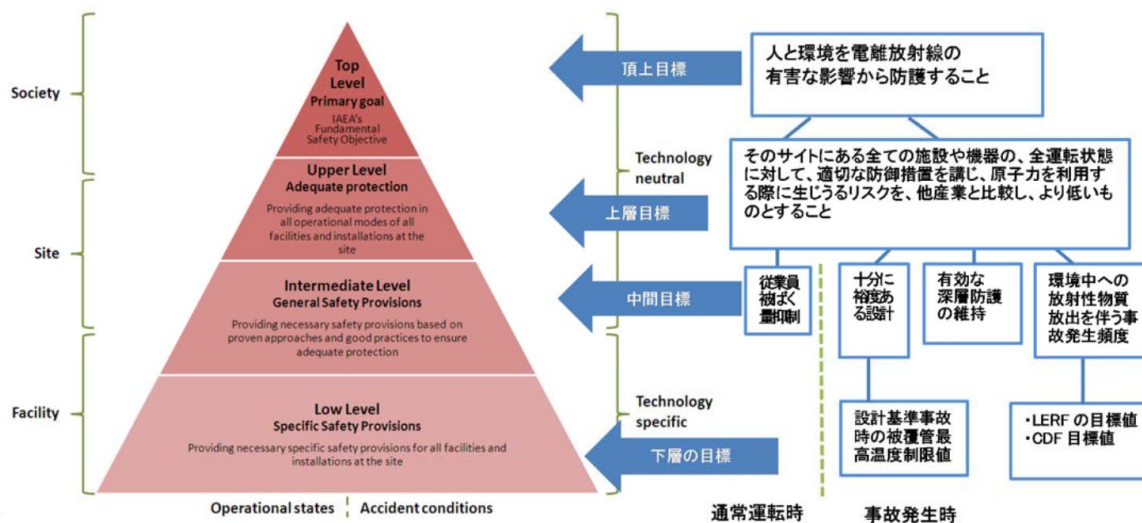 Society
Site
Facility
Top
Level
Primary goal
IAEA's
Fundamental
Safety Objective
Upper Level
Adequate protection
Providing adequate protection in
all operational modes of all
facilities and installations at the
site
Intermediate Level
General Safety Provisions
Providing necessary safety provisions based on
proven approaches and good practices to ensure
adequate protection
Low Level
Specific Safety Provisions
Providing necessary specific safety provisions for all facilities and
installations at the site
Operational states
Accident conditions
Technology
neutral
Technology
specific
頂上目標
上層目標
中間目標
下層の目標
人と環境を電離放射線の
有害な影響から防護すること
そのサイトにある全ての施設や機器の、全運転状態
に対して、適切な防御措置を講じ、原子力を利用す
る際に生じうるリスクを、他産業と比較し、より低いも
のとすること
従業員
被ばく
量抑制
十分に
裕度あ
る設計
有効な
深層防護
の維持
環境中への
放射性物質
放出を伴う事
故発生頻度
設計基準事故
時の被覆管最
高温度制限値
・LERFの目標値
・CDF目標値
通常運転時
事故発生時